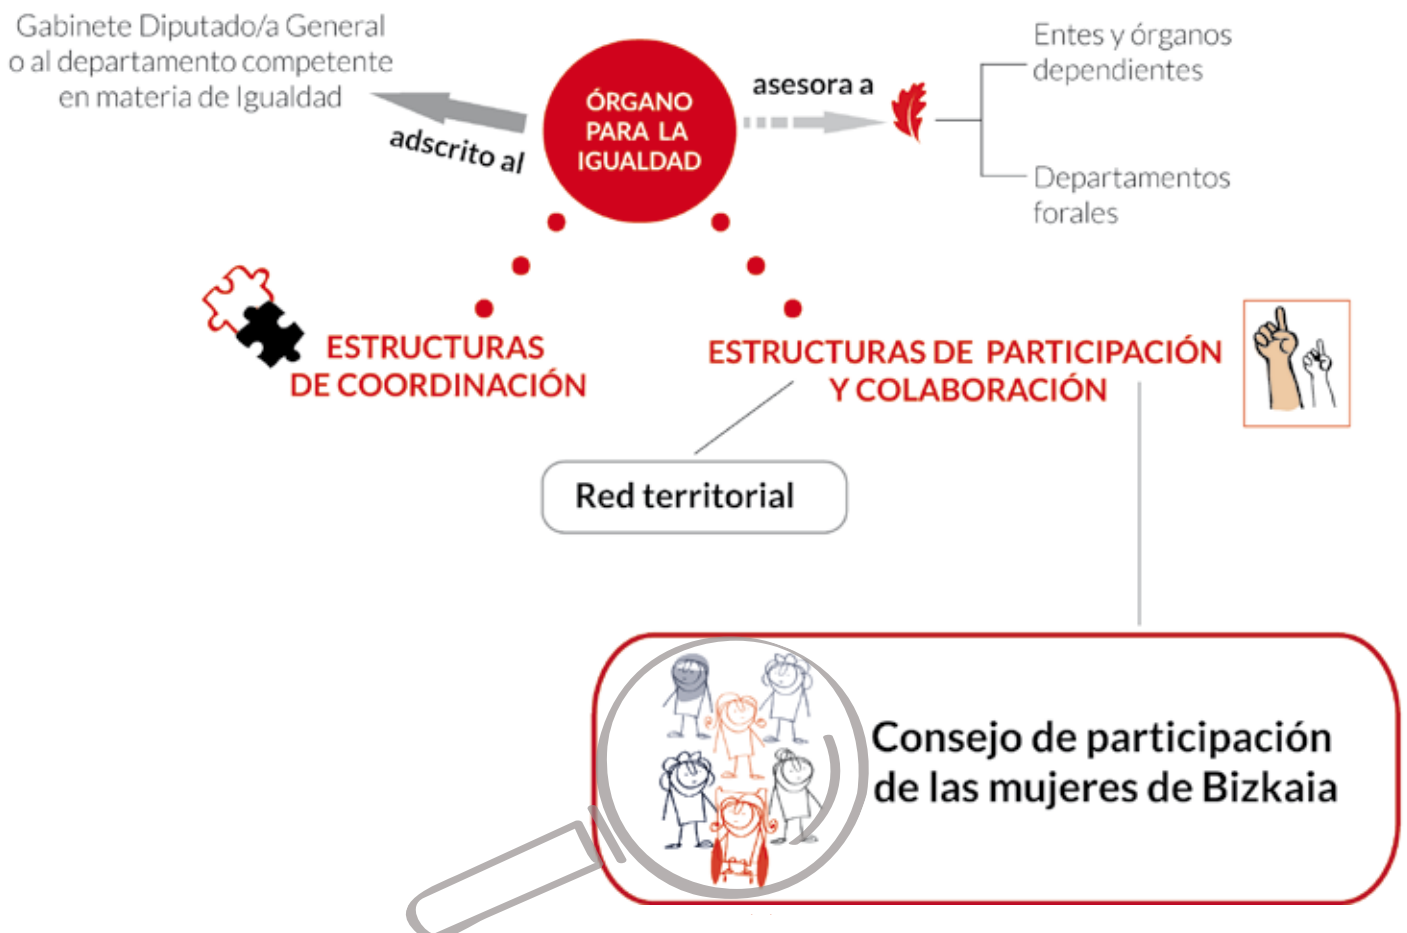 Gabinete Diputado/a General
o al departamento competente
en materia de Igualdad
adscrito al
ÓRGANO
PARA LA
IGUALDAD
asesora a
Entes y órganos
dependientes
Departamentos
forales
ESTRUCTURAS
DE COORDINACIÓN
ESTRUCTURAS DE PARTICIPACIÓN
Y COLABORACIÓN
Red territorial
Consejo de participación
de las mujeres de Bizkaia